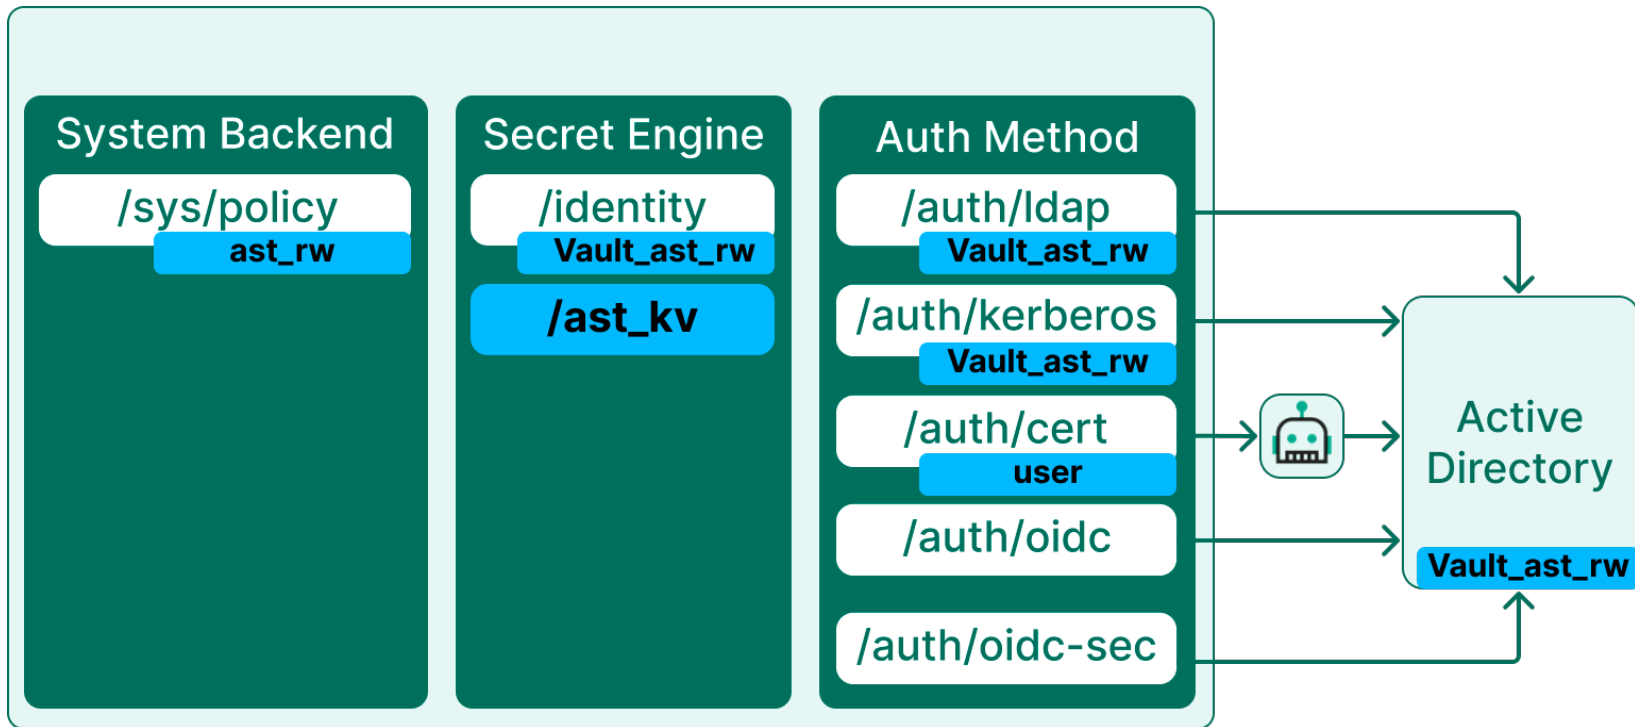 System Backend
/sys/policy
ast_rw
Secret Engine
/identity
Vault_ast_rw
/ast_kv
Auth Method
/auth/ldap
Vault_ast_rw
/auth/kerberos
Vault_ast_rw
/auth/cert
user
/auth/oidc
/auth/oidc-sec
Active
Directory
Vault_ast_rw